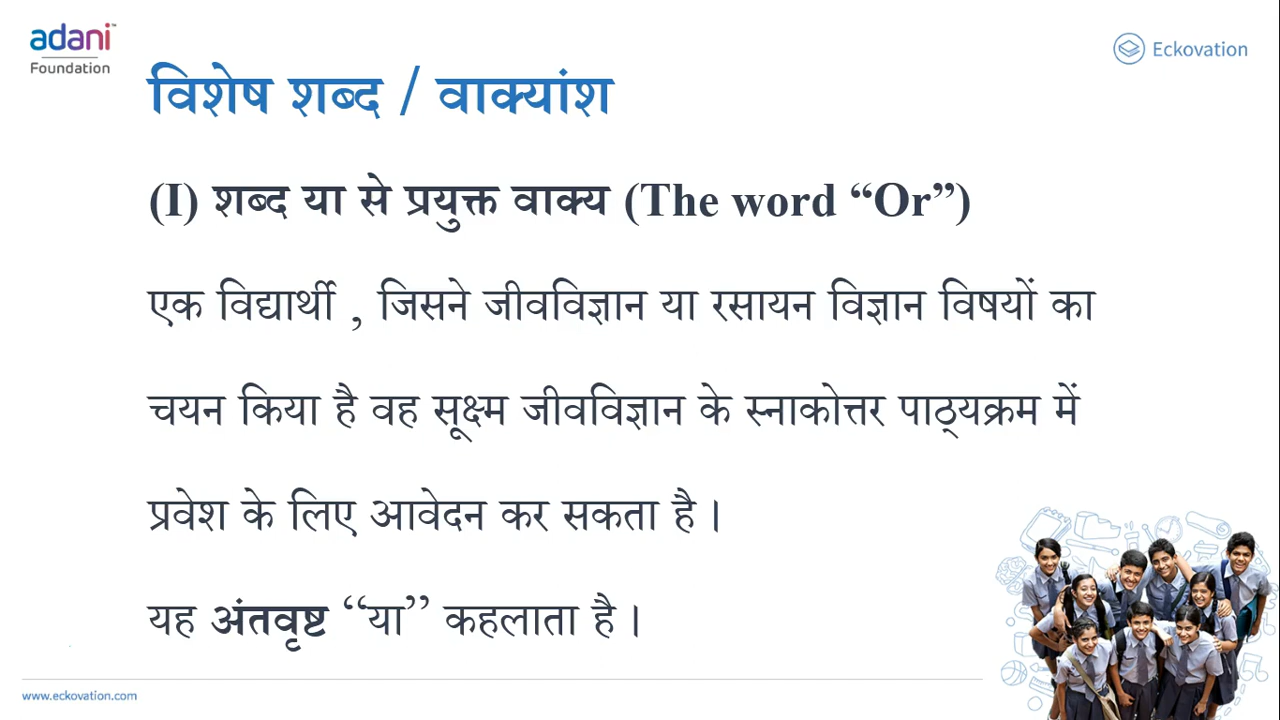 adani
Foundation
Eckovation
विशेष शब्द / वाक्यांश
(I) शब्द या से प्रयुक्त वाक्य (The word “Or”)
एक विद्यार्थी , जिसने जीवविज्ञान या रसायन विज्ञान विषयों का
चयन किया है वह सूक्ष्म जीवविज्ञान के स्नाकोत्तर पाठ्यक्रम में
प्रवेश के लिए आवेदन कर सकता है ।
यह अंतवृष्ट “या” कहलाता है ।
www.eckovation.com